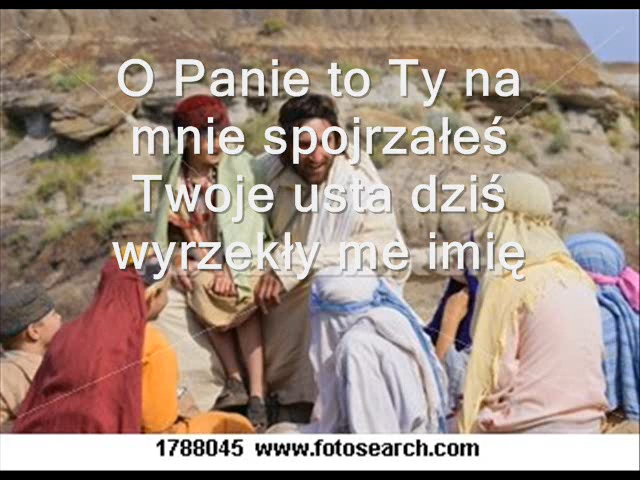 O Panie to Ty na
mnie spojrzałeś
Twoje usta dziś
wyrzekły me imię
1788045 www.fotosearch.com